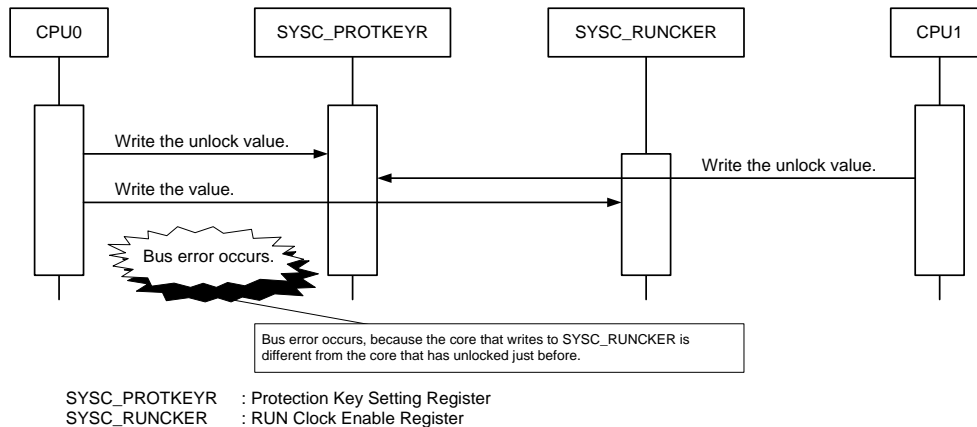 CPU0
SYSC_PROTKEYR
SYSC_RUNCKER
CPU1
Write the unlock value.
Write the unlock value.
Write the value.
Bus error occurs.
Bus error occurs, because the core that writes to SYSC_RUNCKER is
different from the core that has unlocked just before.
SYSC_PROTKEYR : Protection Key Setting Register
SYSC_RUNCKER : RUN Clock Enable Register